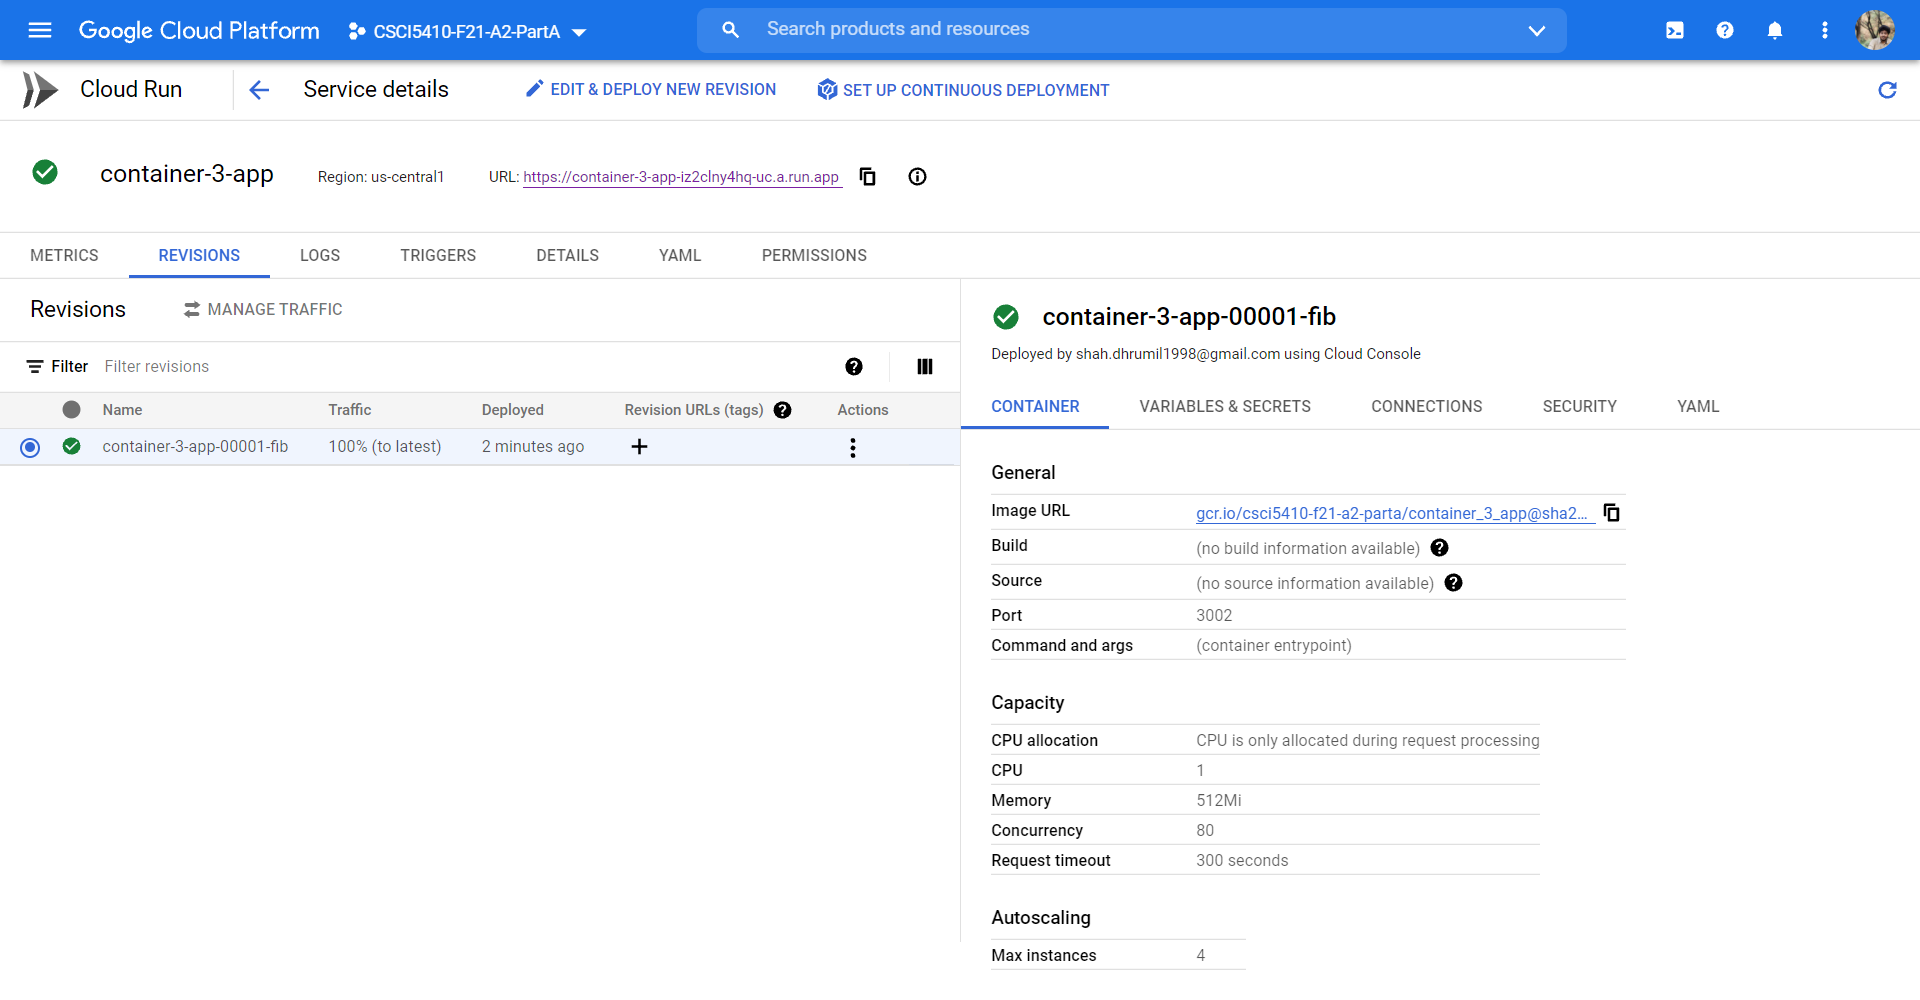 Google Cloud Platform
CSCI5410-F21-A2-PartA
Search products and resources
Cloud Run
Service details
EDIT & DEPLOY NEW REVISION
SET UP CONTINUOUS DEPLOYMENT
container-3-app
Region: us-central1
URL: https://container-3-app-iz2clny4hq-uc.a.run.app
METRICS
REVISIONS
LOGS
TRIGGERS
DETAILS
YAML
PERMISSIONS
Revisions
MANAGE TRAFFIC
Filter
Filter revisions
Name
Traffic
Deployed
Revision URLs (tags)
Actions
container-3-app-00001-fib
100% (to latest)
2 minutes ago
container-3-app-00001-fib
Deployed by shah.dhrumil1998@gmail.com using Cloud Console
CONTAINER
VARIABLES & SECRETS
CONNECTIONS
SECURITY
YAML
General
Image URL
gcr.io/csci5410-f21-a2-parta/container_3_app@sha2...
Build
(no build information available)
Source
(no source information available)
Port
3002
Command and args
(container entrypoint)
Capacity
CPU allocation
CPU is only allocated during request processing
CPU
1
Memory
512Mi
Concurrency
80
Request timeout
300 seconds
Autoscaling
Max instances
4